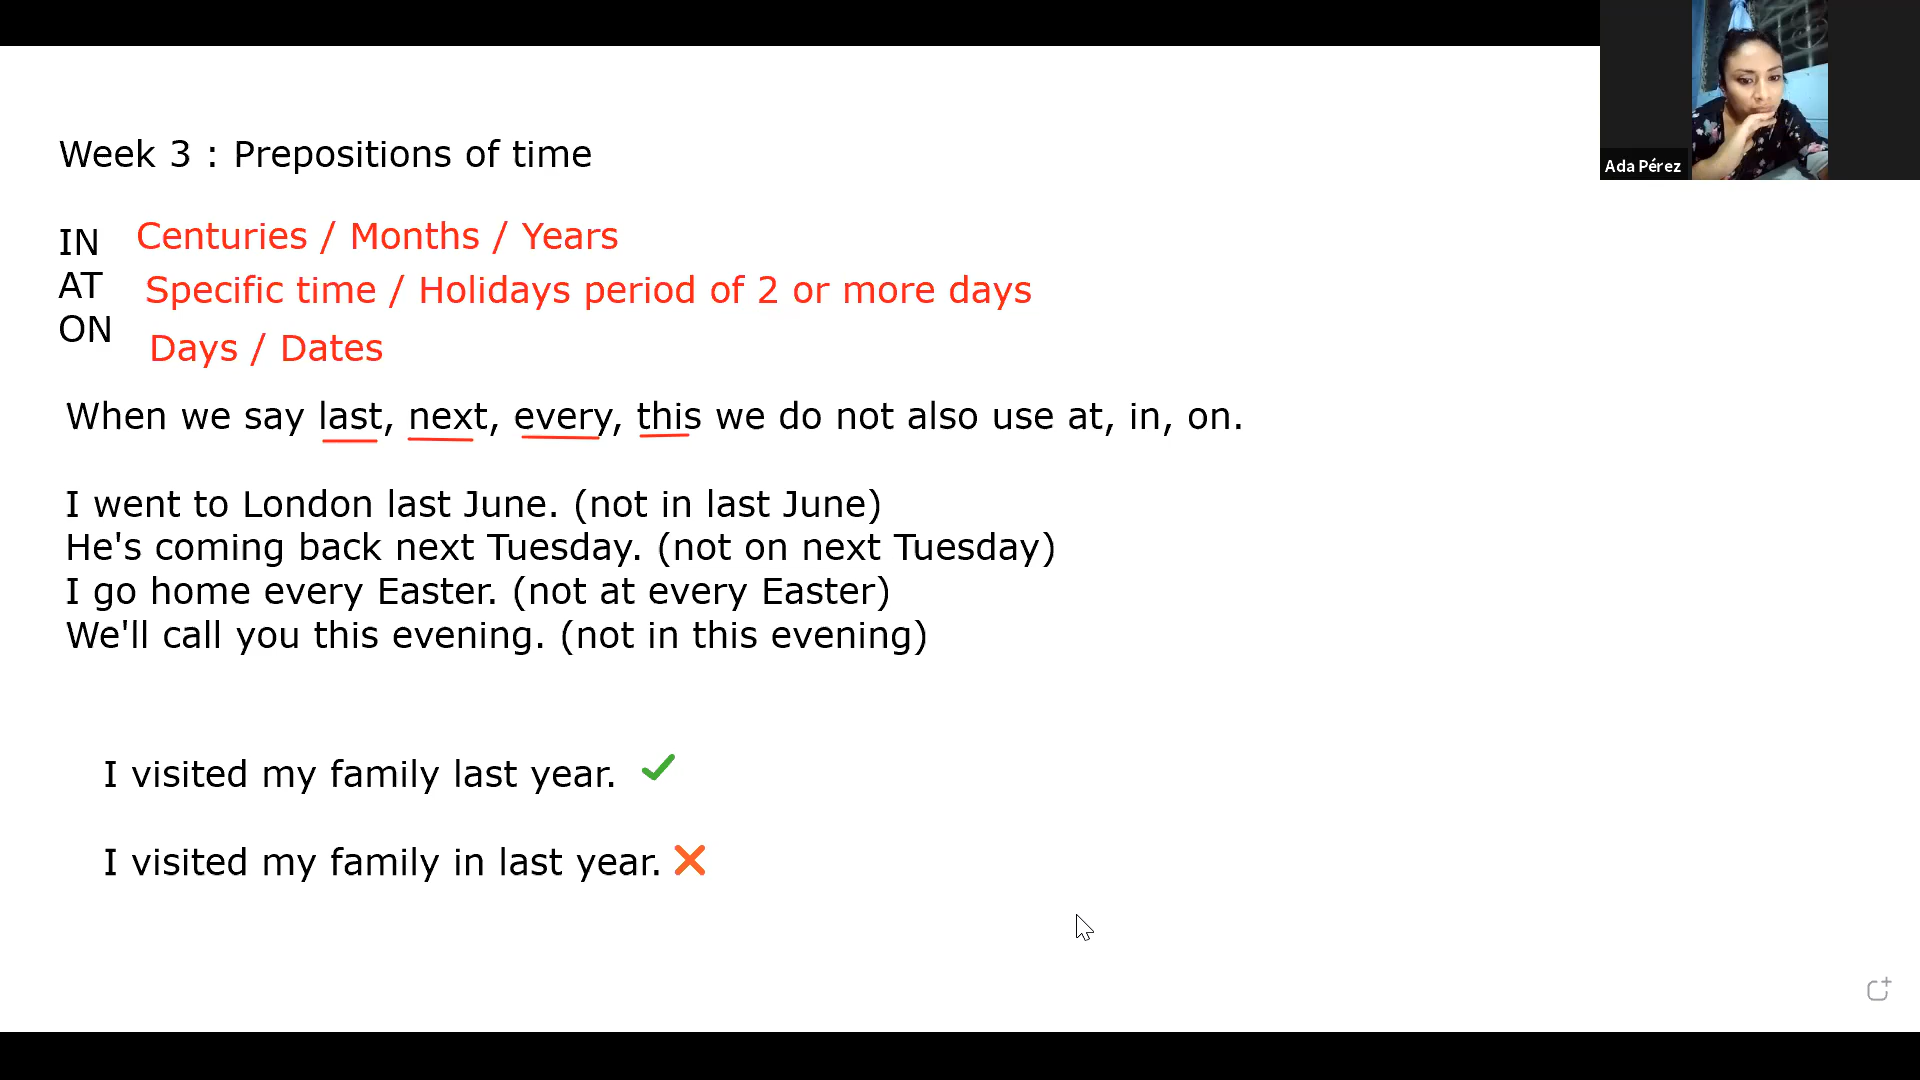 Week 3 : Prepositions of time
IN Centuries / Months / Years
AT Specific time / Holidays period of 2 or more days
ON Days / Dates
When we say last, next, every, this we do not also use at, in, on.
I went to London last June. (not in last June)
He's coming back next Tuesday. (not on next Tuesday)
I go home every Easter. (not at every Easter)
We'll call you this evening. (not in this evening)
I visited my family last year.
I visited my family in last year.
Ada Pérez